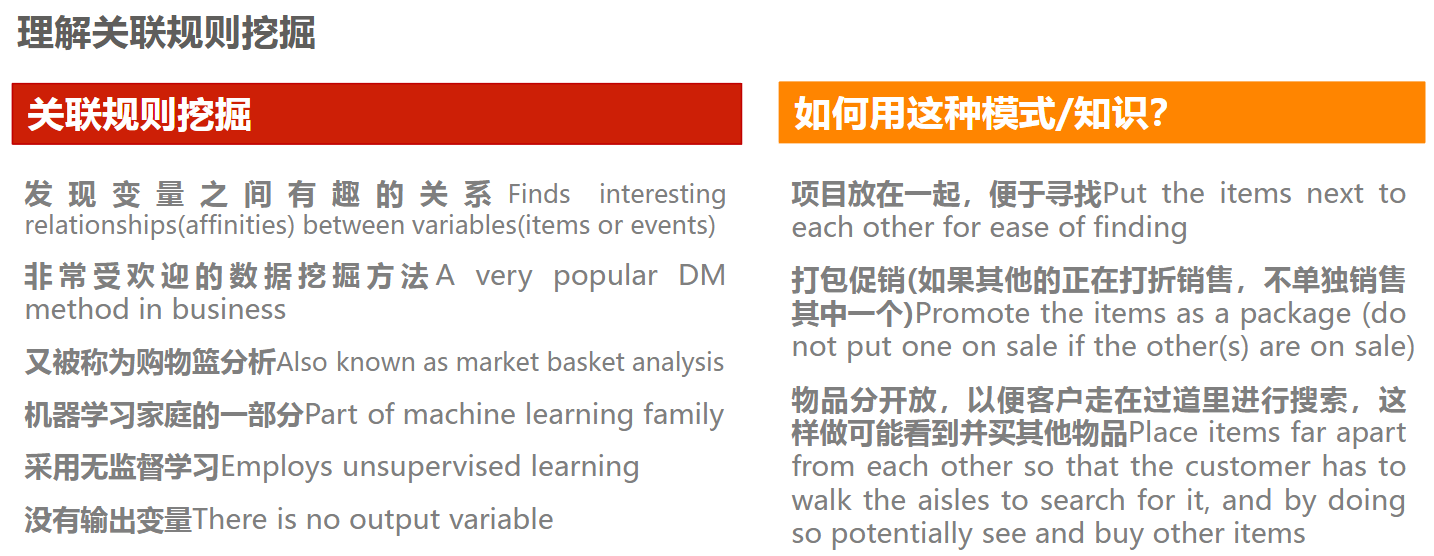 理解关联规则挖掘
关联规则挖掘
发现变量之间有趣的关系Finds interesting
relationships(affinities) between variables(items or events)
非常受欢迎的数据挖掘方法A very popular DM
method in business
又被称为购物篮分析Also known as market basket analysis
机器学习家庭的一部分Part of machine learning family
采用无监督学习Employs unsupervised learning
没有输出变量There is no output variable
如何用这种模式/知识？
项目放在一起，便于寻找Put the items next to
each other for ease of finding
打包促销(如果其他的正在打折销售，不单独销售
其中一个)Promote the items as a package (do
not put one on sale if the other(s) are on sale)
物品分开放，以便客户走在过道里进行搜索，这
样做可能看到并买其他物品Place items far apart
from each other so that the customer has to
walk the aisles to search for it, and by doing
so potentially see and buy other items